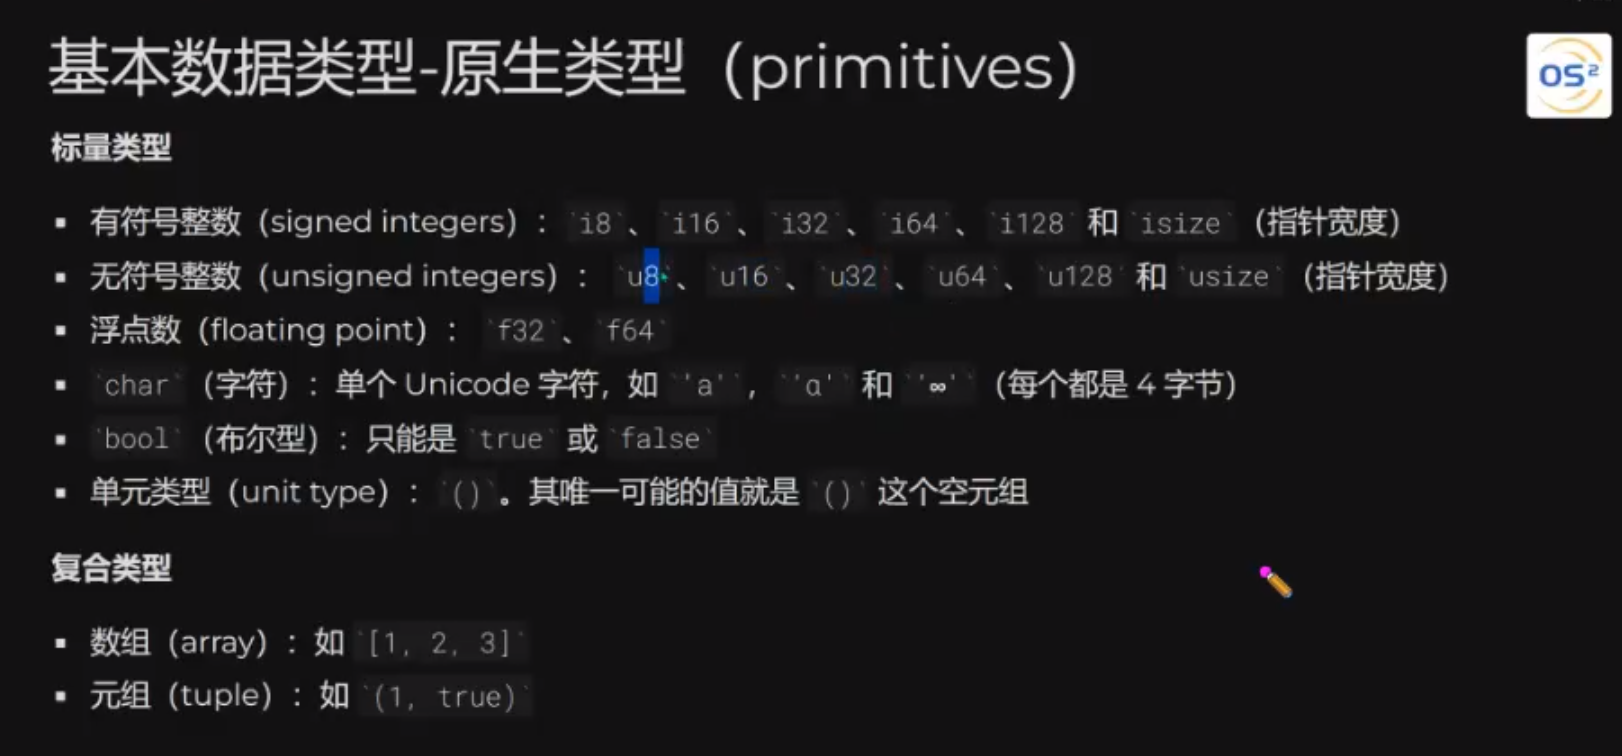 基本数据类型-原生类型（primitives）
OS²
标量类型
▪ 有符号整数（signed integers）： `i8`、`i16`、`i32`、`i64`、`i128` 和 `isize`（指针宽度）
▪ 无符号整数（unsigned integers）： `u8`、`u16`、`u32`、`u64`、`u128` 和 `usize`（指针宽度）
▪ 浮点数（floating point）： `f32`、`f64`
▪ `char`（字符）：单个 Unicode 字符，如 `'a'`，`'α'` 和 `'∞'`（每个都是 4 字节）
▪ `bool`（布尔型）：只能是 `true` 或 `false`
▪ 单元类型（unit type）： `()`。其唯一可能的值就是 `()` 这个空元组
复合类型
▪ 数组（array）：如 `[1, 2, 3]`
▪ 元组（tuple）：如 `(1, true)`